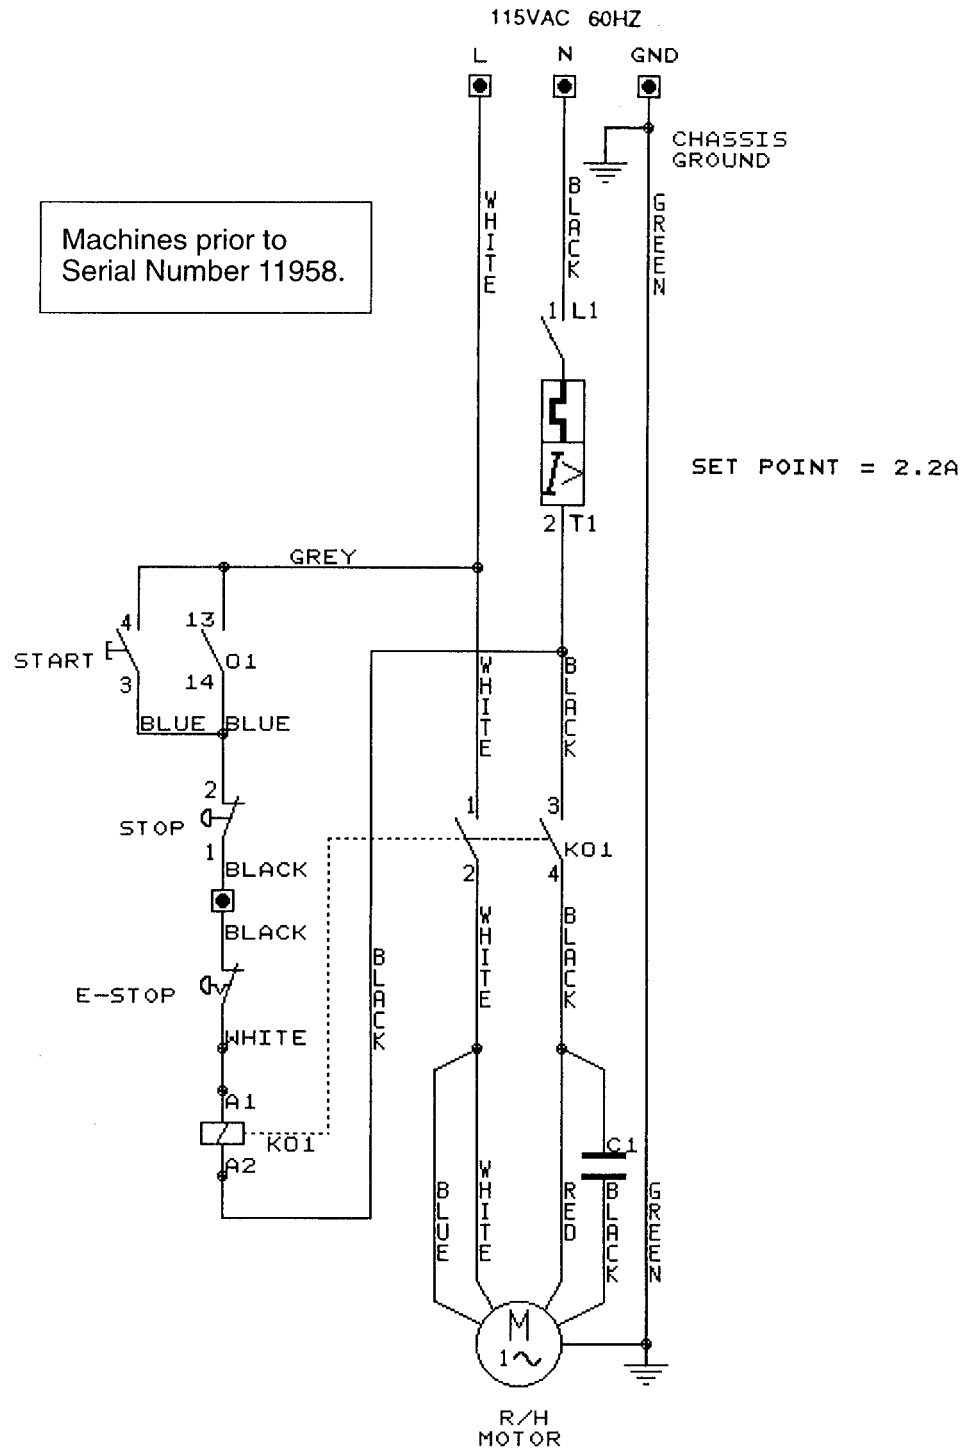 115VAC 60HZ
L N GND
CHASSIS
GROUND
WHITE
BLACK
GREEN
Machines prior to
Serial Number 11958.
1 L1
SET POINT = 2.2A
2 T1
GREY
4 13
START
01
3 14
BLUE BLUE
WHITE
BLACK
2
STOP
1
1 3
K01
2 4
BLACK
BLACK
E-STOP
WHITE
BLACK
WHITE
BLACK
A1
K01
A2
C1
BLUE
WHITE
RED
BLACK
GREEN
M
1~
R/H
MOTOR